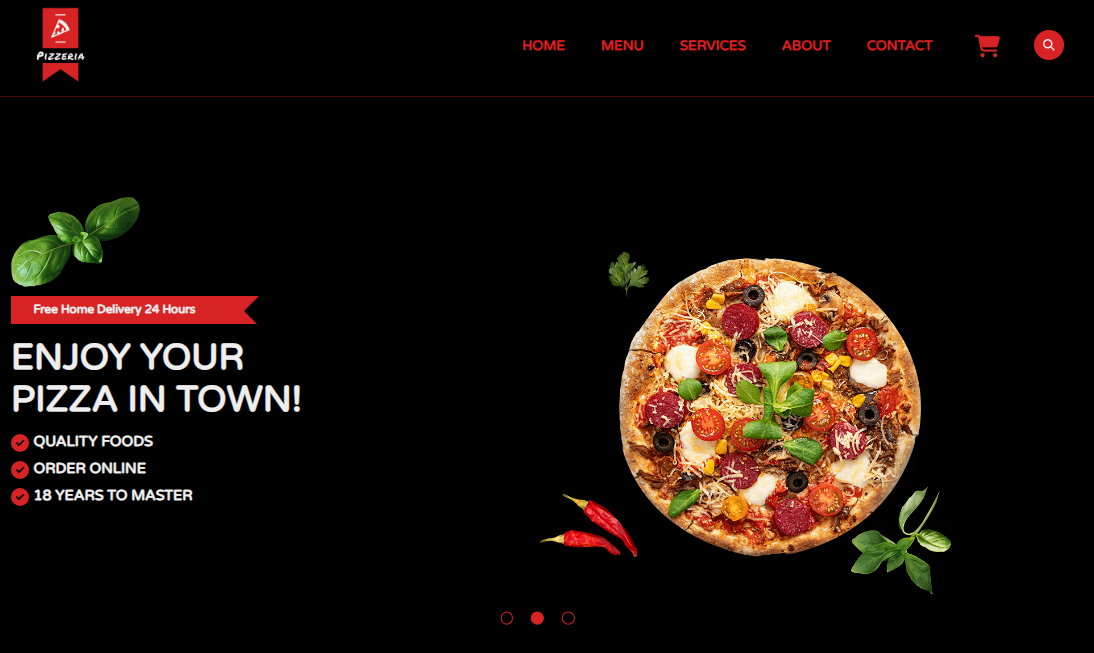 Pizzeria
HOME MENU SERVICES ABOUT CONTACT
Free Home Delivery 24 Hours
ENJOY YOUR
PIZZA IN TOWN!
QUALITY FOODS
ORDER ONLINE
18 YEARS TO MASTER